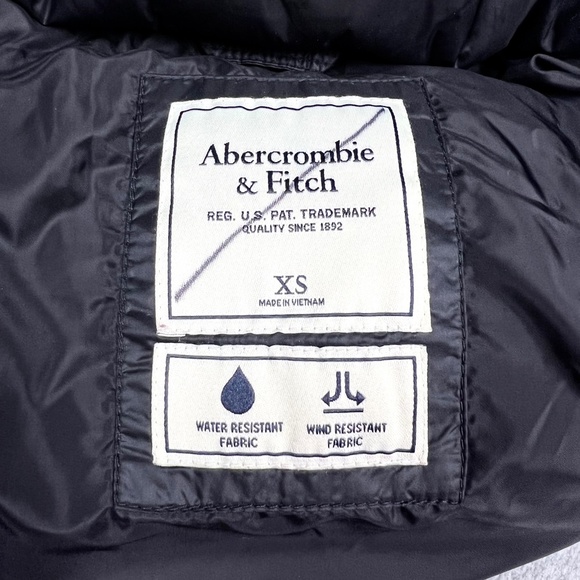 Abercrombie
& Fitch
REG. U.S. PAT. TRADEMARK
QUALITY SINCE 1892
XS
MADE IN VIETNAM
WATER RESISTANT
FABRIC
WIND RESISTANT
FABRIC